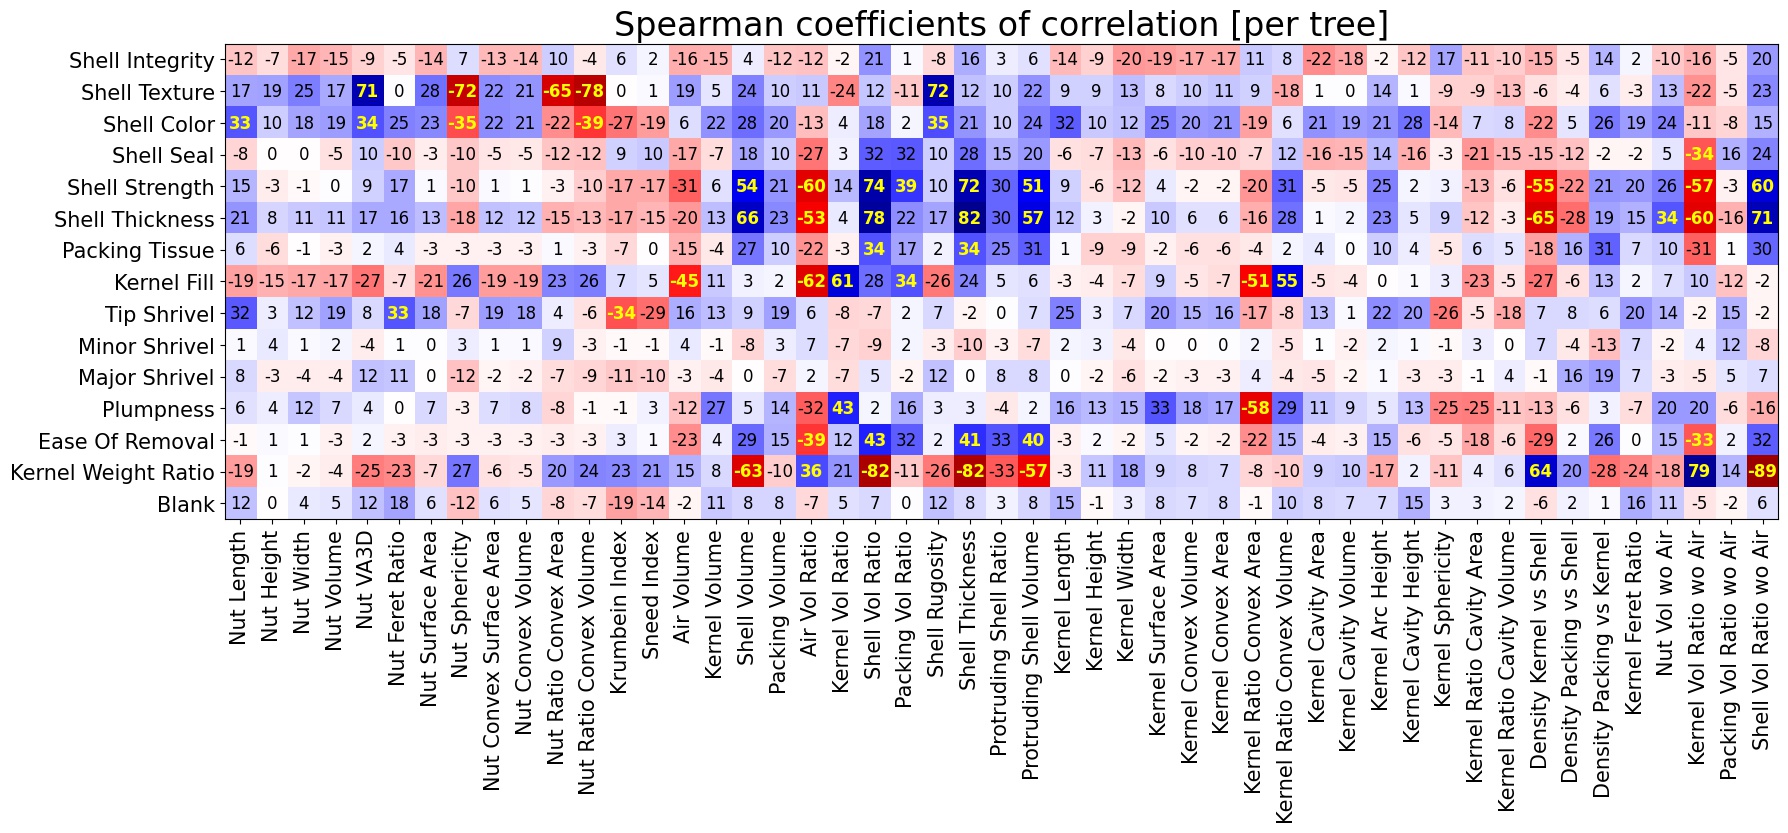 Spearman coefficients of correlation [per tree]
Shell Integrity -12 -7 -17 -15 -9 -5 -14 7 -13 -14 10 -4 6 2 -16 -15 4 -12 -12 -2 21 1 -8 16 3 6 -14 -9 -20 -19 -17 -17 11 8 -22 -18 -2 -12 17 -11 -10 -15 -5 14 2 -10 -16 -5 20
Shell Texture 17 19 25 17 71 0 28 -72 22 21 -65 -78 0 1 19 5 24 10 11 -24 12 -11 72 12 10 22 9 9 13 8 10 11 9 -18 1 0 14 1 -9 -9 -13 -6 -4 6 -3 13 -22 -5 23
Shell Color 33 10 18 19 34 25 23 -35 22 21 -22 -39 -27 -19 6 22 28 20 -13 4 18 2 35 21 10 24 32 10 12 25 20 21 -19 6 21 19 21 28 -14 7 8 -22 5 26 19 24 -11 -8 15
Shell Seal -8 0 0 -5 10 -10 -3 -10 -5 -5 -12 -12 9 10 -17 -7 18 10 -27 3 32 32 10 28 15 20 -6 -7 -13 -6 -10 -10 -7 12 -16 -15 14 -16 -3 -21 -15 -15 -12 -2 -2 5 -34 16 24
Shell Strength 15 -3 -1 0 9 17 1 -10 1 1 -3 -10 -17 -17 -31 6 54 21 -60 14 74 39 10 72 30 51 9 -6 -12 4 -2 -2 -20 31 -5 -5 25 2 3 -13 -6 -55 -22 21 20 26 -57 -3 60
Shell Thickness 21 8 11 11 17 16 13 -18 12 12 -15 -13 -17 -15 -20 13 66 23 -53 4 78 22 17 82 30 57 12 3 -2 10 6 6 -16 28 1 2 23 5 9 -12 -3 -65 -28 19 15 34 -60 -16 71
Packing Tissue 6 -6 -1 -3 2 4 -3 -3 -3 -3 1 -3 -7 0 -15 -4 27 10 -22 -3 34 17 2 34 25 31 1 -9 -9 -2 -6 -6 -4 2 4 0 10 4 -5 6 5 -18 16 31 7 10 -31 1 30
Kernel Fill -19 -15 -17 -17 -27 -7 -21 26 -19 -19 23 26 7 5 -45 11 3 2 -62 61 28 34 -26 24 5 6 -3 -4 -7 9 -5 -7 -51 55 -5 -4 0 1 3 -23 -5 -27 -6 13 2 7 10 -12 -2
Tip Shrivel 32 3 12 19 8 33 18 -7 19 18 4 -6 -34 -29 16 13 9 19 6 -8 -7 2 7 -2 0 7 25 3 7 20 15 16 -17 -8 13 1 22 20 -26 -5 -18 7 8 6 20 14 -2 15 -2
Minor Shrivel 1 4 1 2 -4 1 0 3 1 1 9 -3 -1 -1 4 -1 -8 3 7 -7 -9 2 -3 -10 -3 -7 2 3 -4 0 0 0 2 -5 1 -2 2 1 -1 3 0 7 -4 -13 7 -2 4 12 -8
Major Shrivel 8 -3 -4 -4 12 11 0 -12 -2 -2 -7 -9 -11 -10 -3 -4 0 -7 2 -7 5 -2 12 0 8 8 0 -2 -6 -2 -3 -3 4 -4 -5 -2 1 -3 -3 -1 4 -1 16 19 7 -3 -5 5 7
Plumpness 6 4 12 7 4 0 7 -3 7 8 -8 -1 -1 3 -12 27 5 14 -32 43 2 16 3 3 -4 2 16 13 15 33 18 17 -58 29 11 9 5 13 -25 -25 -11 -13 -6 3 -7 20 20 -6 -16
Ease Of Removal -1 1 1 -3 2 -3 -3 -3 -3 -3 -3 -3 3 1 -23 4 29 15 -39 12 43 32 2 41 33 40 -3 2 -2 5 -2 -2 -22 15 -4 -3 15 -6 -5 -18 -6 -29 2 26 0 15 -33 2 32
Kernel Weight Ratio -19 1 -2 -4 -25 -23 -7 27 -6 -5 20 24 23 21 15 8 -63 -10 36 21 -82 -11 -26 -82 -33 -57 -3 11 18 9 8 7 -8 -10 9 10 -17 2 -11 4 6 64 20 -28 -24 -18 79 14 -89
Blank 12 0 4 5 12 18 6 -12 6 5 -8 -7 -19 -14 -2 11 8 8 -7 5 7 0 12 8 3 8 15 -1 3 8 7 8 -1 10 8 7 7 15 3 3 2 -6 2 1 16 11 -5 -2 6
Nut Length
Nut Height
Nut Width
Nut Volume
Nut VA3D
Nut Feret Ratio
Nut Surface Area
Nut Sphericity
Nut Convex Surface Area
Nut Convex Volume
Nut Ratio Convex Area
Nut Ratio Convex Volume
Krumbein Index
Sneed Index
Air Volume
Kernel Volume
Shell Volume
Packing Volume
Air Vol Ratio
Kernel Vol Ratio
Shell Vol Ratio
Packing Vol Ratio
Shell Rugosity
Shell Thickness
Protruding Shell Ratio
Protruding Shell Volume
Kernel Length
Kernel Height
Kernel Width
Kernel Surface Area
Kernel Convex Volume
Kernel Convex Area
Kernel Ratio Convex Area
Kernel Ratio Convex Volume
Kernel Cavity Area
Kernel Cavity Volume
Kernel Arc Height
Kernel Cavity Height
Kernel Sphericity
Kernel Ratio Cavity Area
Kernel Ratio Cavity Volume
Density Kernel vs Shell
Density Packing vs Shell
Density Packing vs Kernel
Kernel Feret Ratio
Nut Vol wo Air
Kernel Vol Ratio wo Air
Packing Vol Ratio wo Air
Shell Vol Ratio wo Air